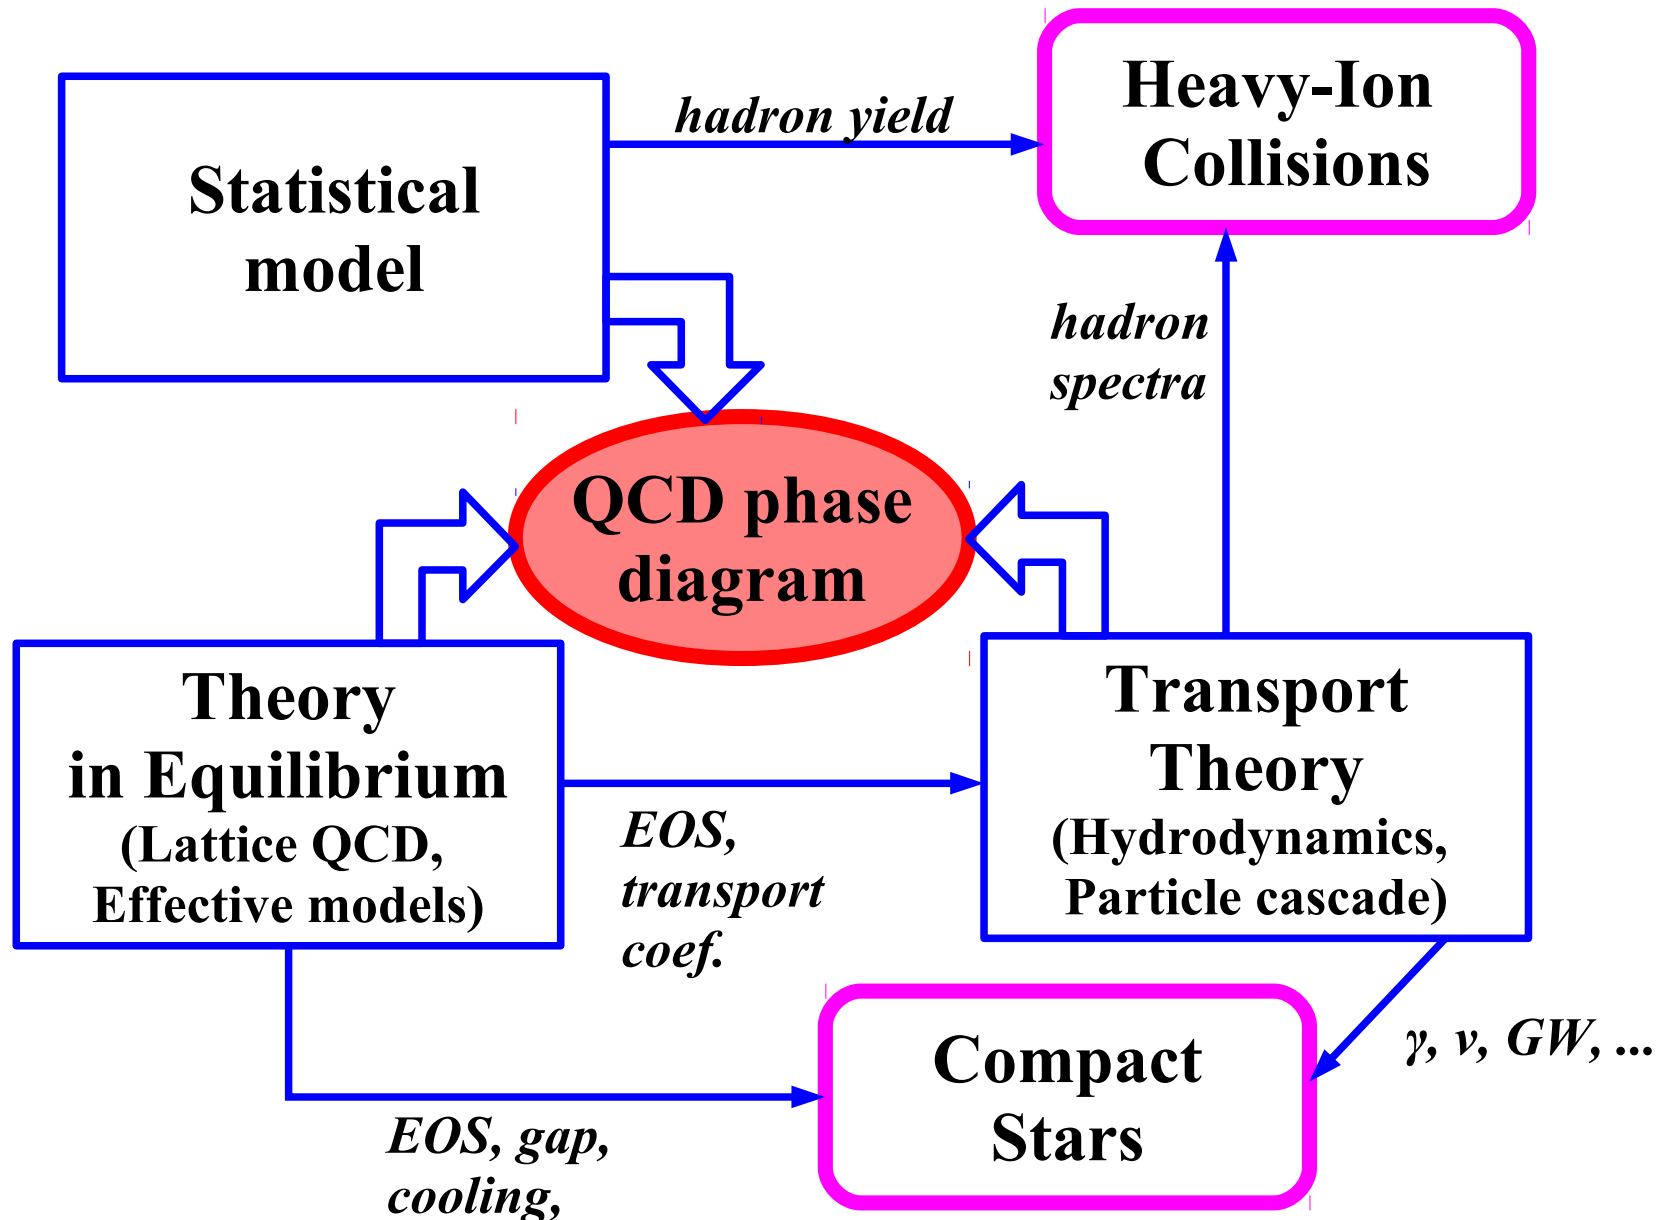 Heavy-Ion
Collisions
hadron yield
Statistical
model
hadron
spectra
QCD phase
diagram
Theory
in Equilibrium
(Lattice QCD,
Effective models)
Transport
Theory
(Hydrodynamics,
Particle cascade)
EOS,
transport
coef.
γ, ν, GW, ...
Compact
Stars
EOS, gap,
cooling,